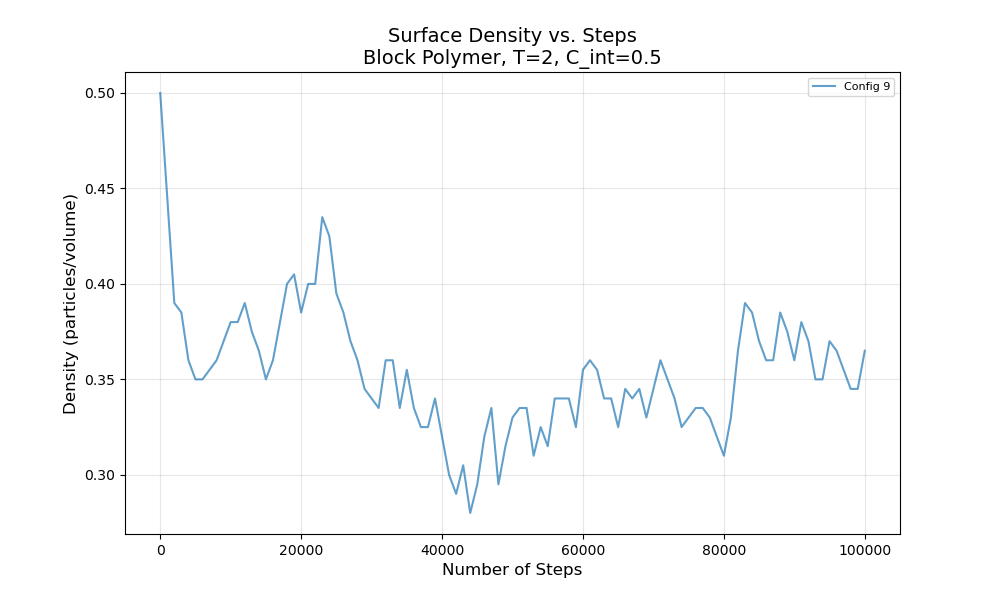 Surface Density vs. Steps
Block Polymer, T=2, C_int=0.5
Config 9
Density (particles/volume)
0.50
0.45
0.40
0.35
0.30
0 20000 40000 60000 80000 100000
Number of Steps